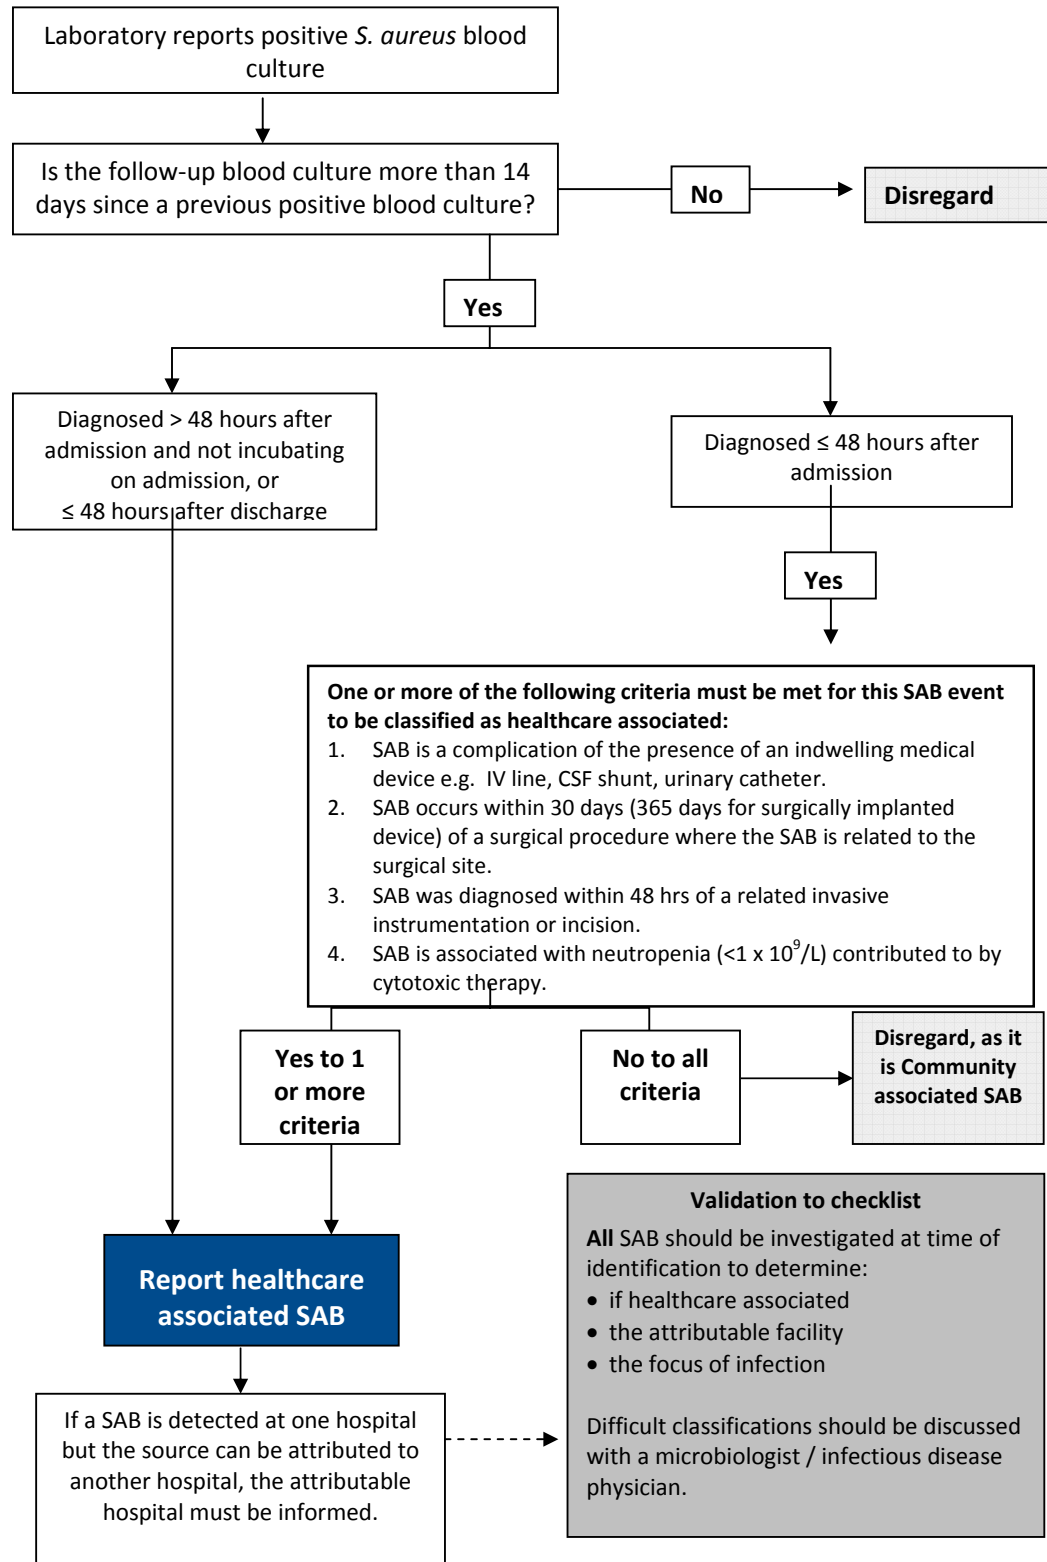 Laboratory reports positive S. aureus blood
culture
Is the follow-up blood culture more than 14
days since a previous positive blood culture?
No
Disregard
Yes
Diagnosed > 48 hours after
admission and not incubating
on admission, or
≤ 48 hours after discharge
Diagnosed ≤ 48 hours after
admission
Yes
One or more of the following criteria must be met for this SAB event
to be classified as healthcare associated:
1. SAB is a complication of the presence of an indwelling medical
device e.g. IV line, CSF shunt, urinary catheter.
2. SAB occurs within 30 days (365 days for surgically implanted
device) of a surgical procedure where the SAB is related to the
surgical site.
3. SAB was diagnosed within 48 hrs of a related invasive
instrumentation or incision.
4. SAB is associated with neutropenia (<1 x 10⁹/L) contributed to by
cytotoxic therapy.
Yes to 1
or more
criteria
No to all
criteria
Disregard, as it
is Community
associated SAB
Report healthcare
associated SAB
If a SAB is detected at one hospital
but the source can be attributed to
another hospital, the attributable
hospital must be informed.
Validation to checklist
All SAB should be investigated at time of
identification to determine:
• if healthcare associated
• the attributable facility
• the focus of infection
Difficult classifications should be discussed
with a microbiologist / infectious disease
physician.